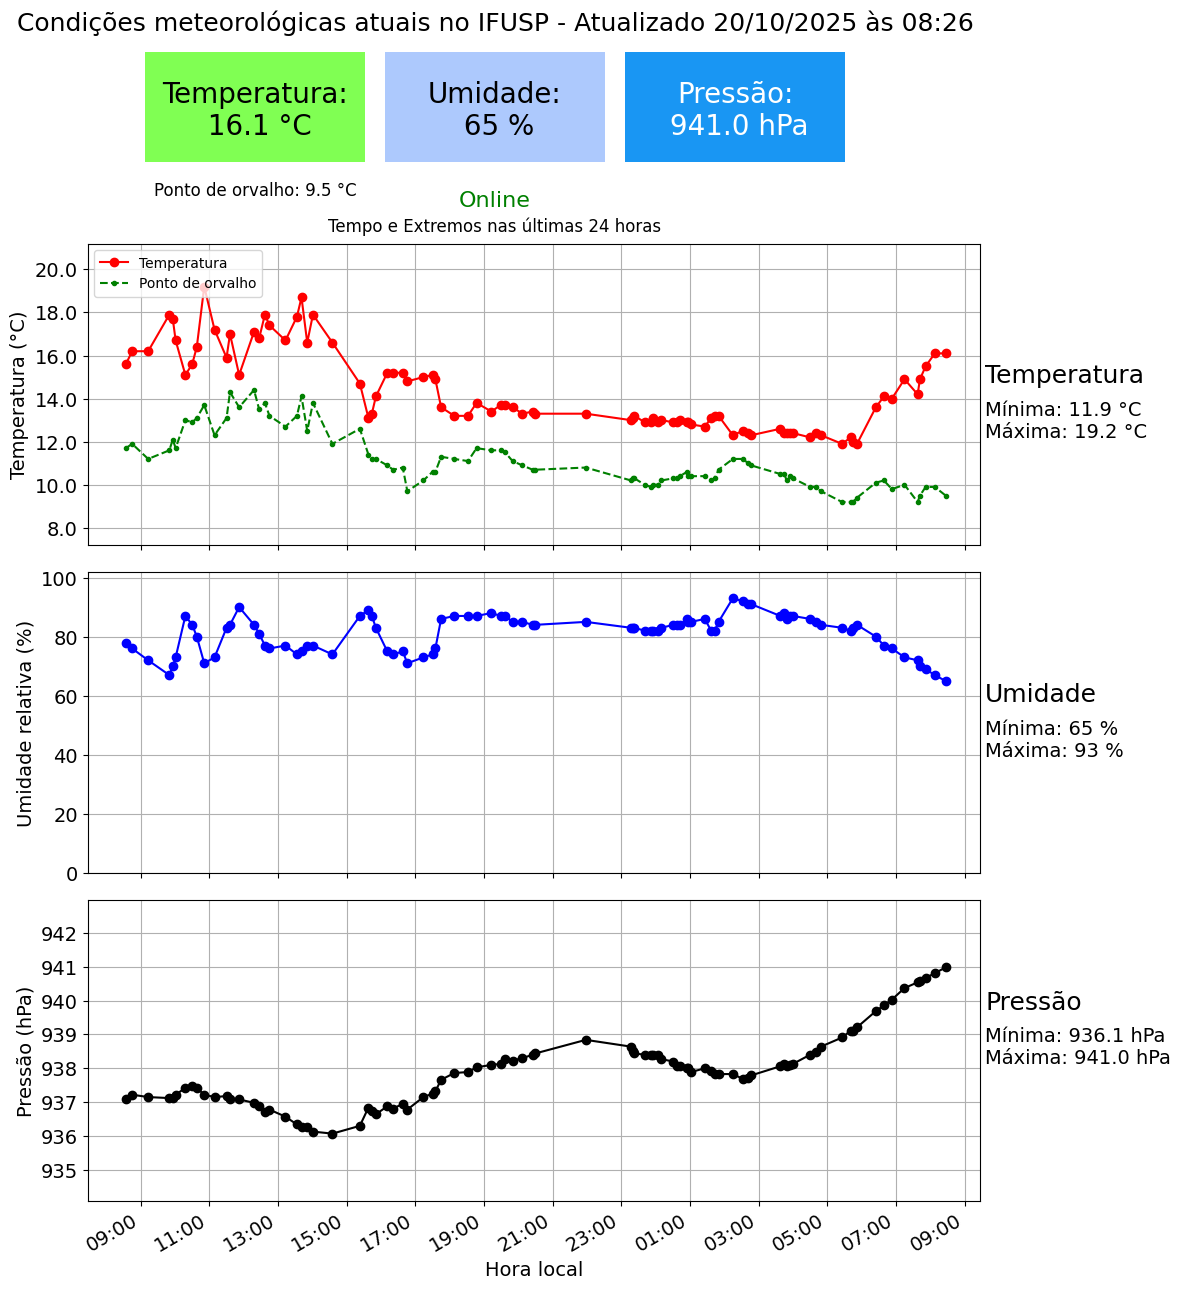 Condições meteorológicas atuais no IFUSP - Atualizado 20/10/2025 às 08:26
Temperatura:
16.1 °C
Umidade:
65 %
Pressão:
941.0 hPa
Ponto de orvalho: 9.5 °C
Online
Tempo e Extremos nas últimas 24 horas
Temperatura
Ponto de orvalho
Temperatura (°C)
20.0
18.0
16.0
14.0
12.0
10.0
8.0
Temperatura
Mínima: 11.9 °C
Máxima: 19.2 °C
Umidade relativa (%)
100
80
60
40
20
0
Umidade
Mínima: 65 %
Máxima: 93 %
Pressão (hPa)
942
941
940
939
938
937
936
935
Pressão
Mínima: 936.1 hPa
Máxima: 941.0 hPa
09:00
11:00
13:00
15:00
17:00
19:00
21:00
23:00
01:00
03:00
05:00
07:00
09:00
Hora local